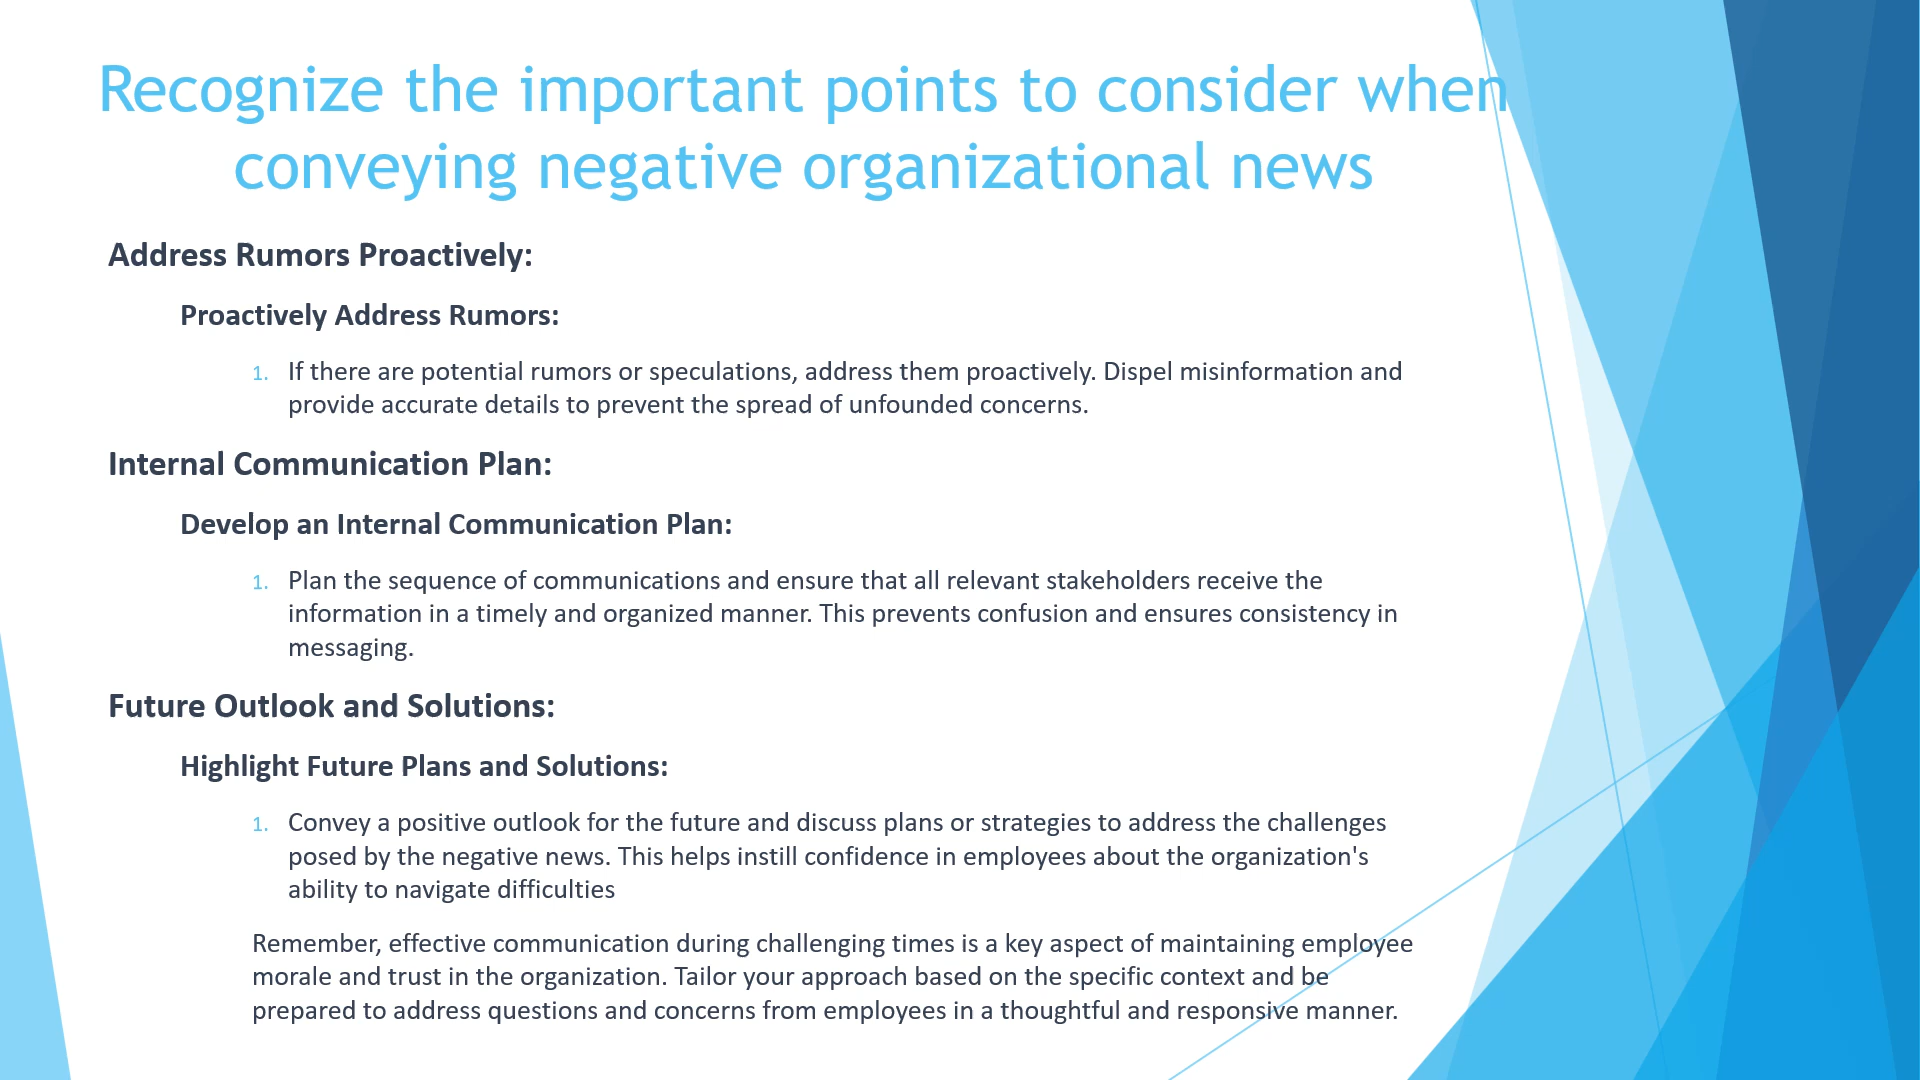 Recognize the important points to consider when
conveying negative organizational news
Address Rumors Proactively:
Proactively Address Rumors:
1. If there are potential rumors or speculations, address them proactively. Dispel misinformation and
provide accurate details to prevent the spread of unfounded concerns.
Internal Communication Plan:
Develop an Internal Communication Plan:
1. Plan the sequence of communications and ensure that all relevant stakeholders receive the
information in a timely and organized manner. This prevents confusion and ensures consistency in
messaging.
Future Outlook and Solutions:
Highlight Future Plans and Solutions:
1. Convey a positive outlook for the future and discuss plans or strategies to address the challenges
posed by the negative news. This helps instill confidence in employees about the organization's
ability to navigate difficulties
Remember, effective communication during challenging times is a key aspect of maintaining employee
morale and trust in the organization. Tailor your approach based on the specific context and be
prepared to address questions and concerns from employees in a thoughtful and responsive manner.